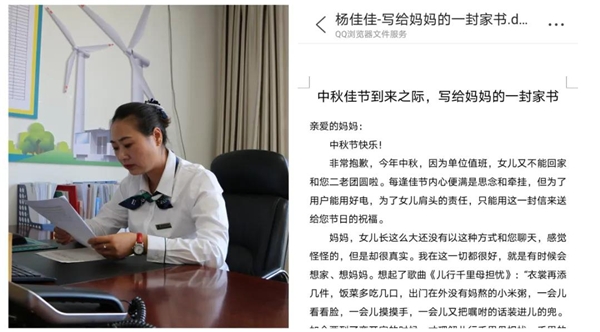 杨佳佳-写给妈妈的一封家书.d...
QQ浏览器文件服务
中秋佳节到来之际，写给妈妈的一封家书
亲爱的妈妈：
中秋节快乐！
非常抱歉，今年中秋，因为单位值班，女儿又不能回家
和您二老团圆啦。每逢佳节内心便满是思念和牵挂，但为了
用户能用好电，为了女儿肩头的责任，只能用这一封信来送
给您节日的祝福。
妈妈，女儿长这么大还没有以这种方式和您聊天，感觉
怪怪的，但是却很真实。我在这一切都很好，就是有时候会
想家、想妈妈。想起了歌曲《儿行千里母担忧》：“衣裳再添
几件，饭菜多吃几口，出门在外没有妈熬的小米粥，一会儿
看看脸，一会儿摸摸手，一会儿又把嘱咐的话装进儿的兜。